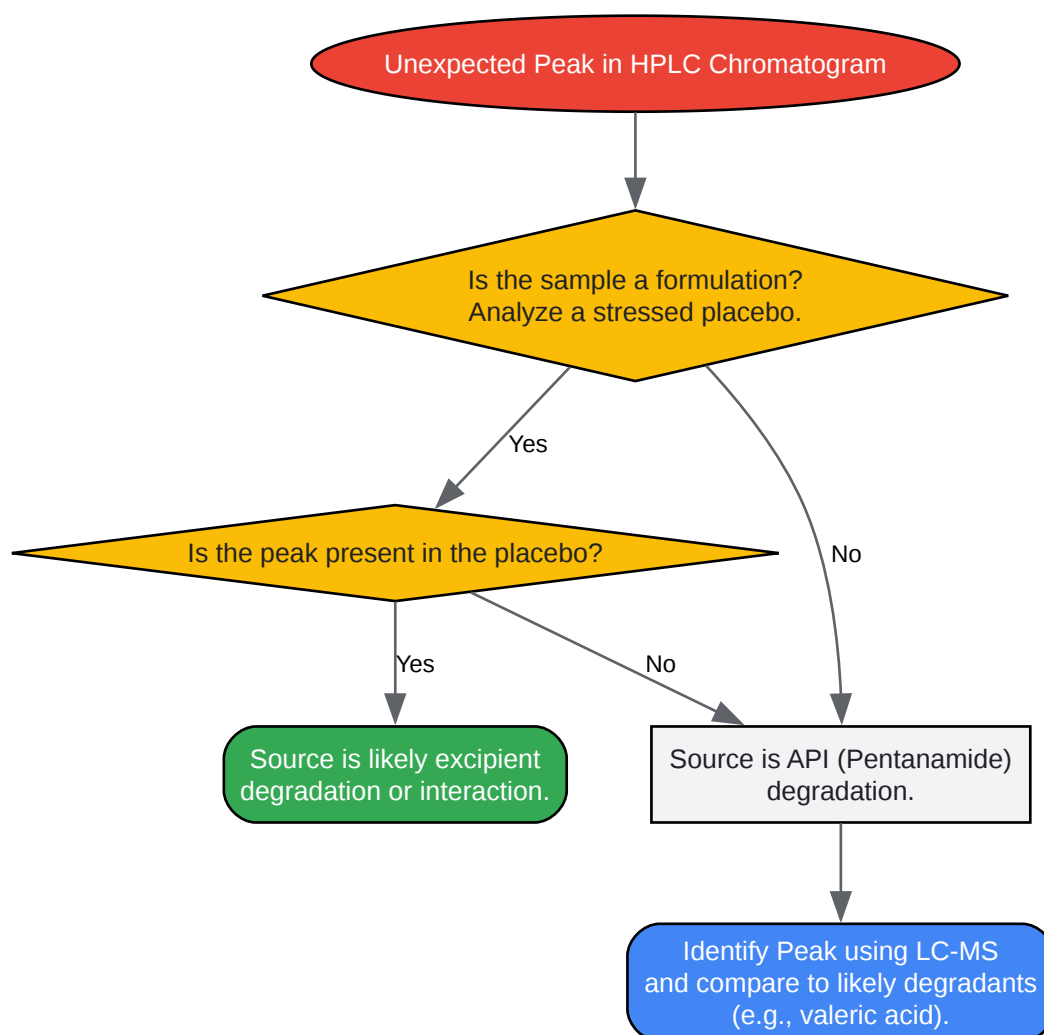 Unexpected Peak in HPLC Chromatogram
Is the sample a formulation?
Analyze a stressed placebo.
Yes
No
Is the peak present in the placebo?
Yes
No
Source is likely excipient
degradation or interaction.
Source is API (Pentanamide)
degradation.
Identify Peak using LC-MS
and compare to likely degradants
(e.g., valeric acid).